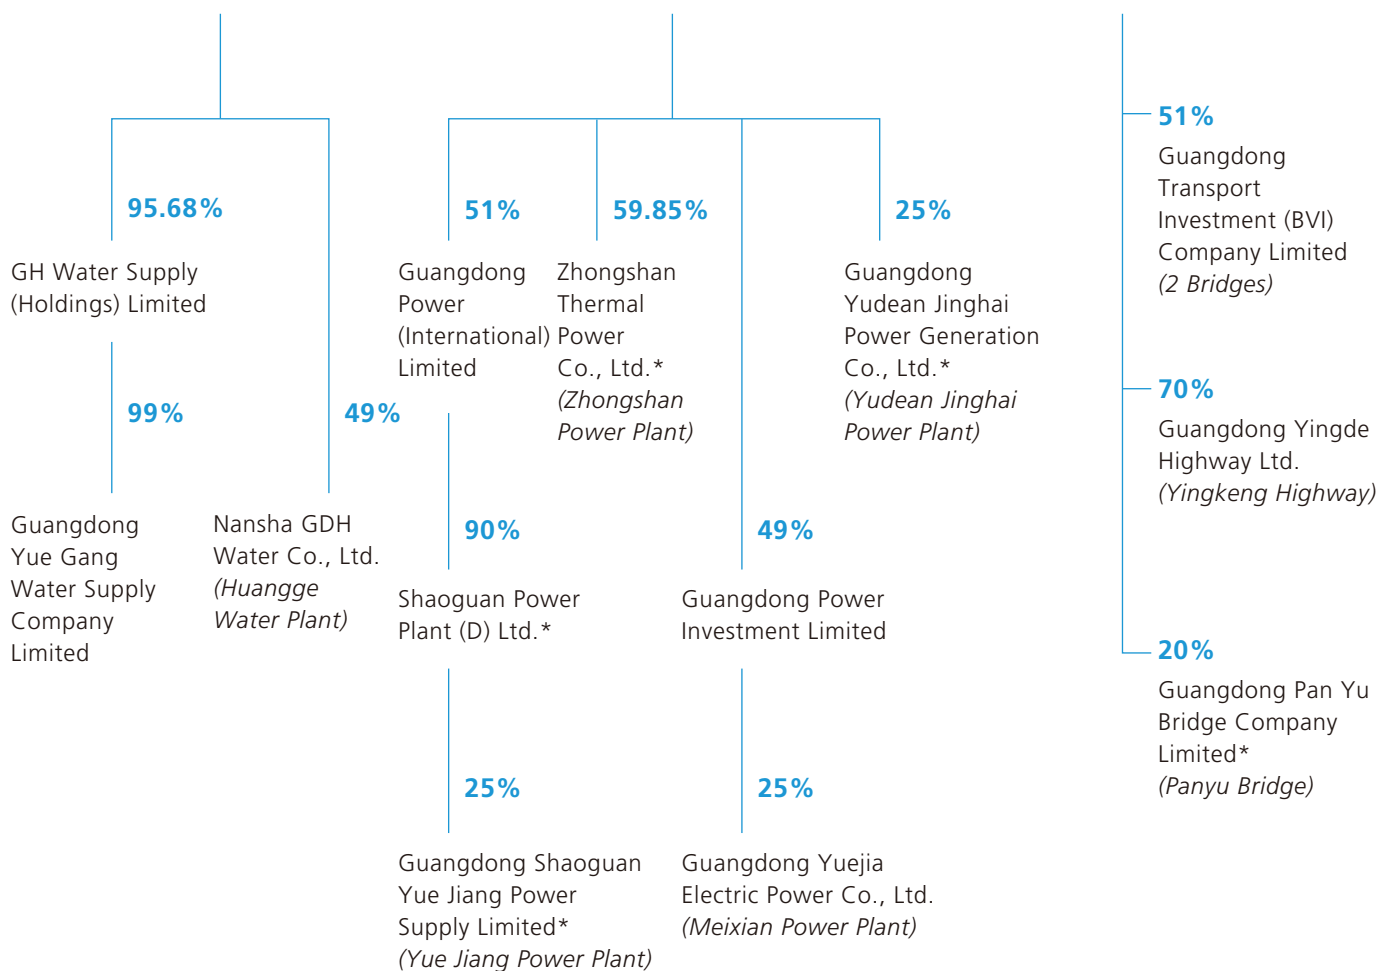 95.68%
GH Water Supply
(Holdings) Limited
99%
Guangdong
Yue Gang
Water Supply
Company
Limited
49%
Nansha GDH
Water Co., Ltd.
(Huangge
Water Plant)
51%
Guangdong
Power
(International)
Limited
90%
Shaoguan Power
Plant (D) Ltd.*
25%
Guangdong Shaoguan
Yue Jiang Power
Supply Limited*
(Yue Jiang Power Plant)
59.85%
Zhongshan
Thermal
Power
Co., Ltd.*
(Zhongshan
Power Plant)
49%
Guangdong Power
Investment Limited
25%
Guangdong Yuejia
Electric Power Co., Ltd.
(Meixian Power Plant)
25%
Guangdong
Yudean Jinghai
Power Generation
Co., Ltd.*
(Yudean Jinghai
Power Plant)
51%
Guangdong
Transport
Investment (BVI)
Company Limited
(2 Bridges)
70%
Guangdong Yingde
Highway Ltd.
(Yingkeng Highway)
20%
Guangdong Pan Yu
Bridge Company
Limited*
(Panyu Bridge)